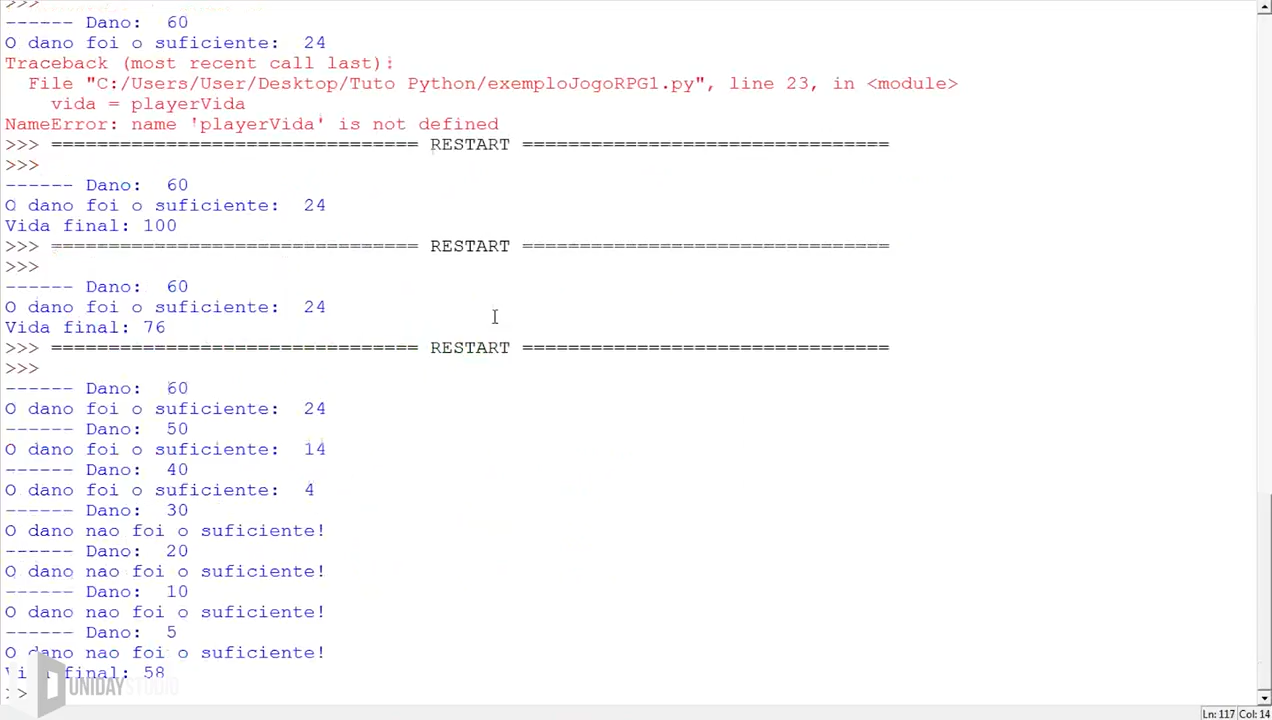 >>>
------ Dano:  60
O dano foi o suficiente:  24
Traceback (most recent call last):
  File "C:/Users/User/Desktop/Tuto Python/exemploJogoRPG1.py", line 23, in <module>
    vida = playerVida
NameError: name 'playerVida' is not defined
>>> ================================ RESTART ================================
>>>
------ Dano:  60
O dano foi o suficiente:  24
Vida final: 100
>>> ================================ RESTART ================================
>>>
------ Dano:  60
O dano foi o suficiente:  24
Vida final: 76
>>> ================================ RESTART ================================
>>>
------ Dano:  60
O dano foi o suficiente:  24
------ Dano:  50
O dano foi o suficiente:  14
------ Dano:  40
O dano foi o suficiente:  4
------ Dano:  30
O dano nao foi o suficiente!
------ Dano:  20
O dano nao foi o suficiente!
------ Dano:  10
O dano nao foi o suficiente!
------ Dano:  5
O dano nao foi o suficiente!
Vida final: 58
>>
UNIDAY STUDIO
Ln: 117 Col: 14